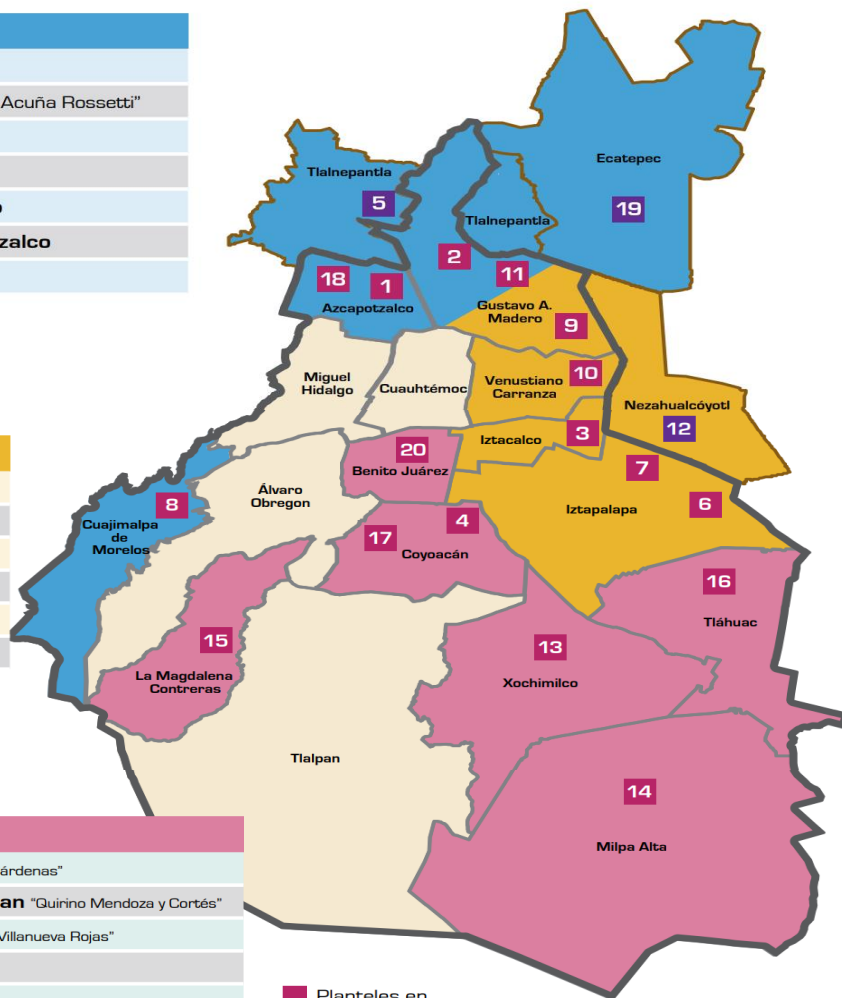 Acuña Rossetti”
zalco
Ecatepec
19
Tlalnepantla
5
Tlalnepantla
2
11
18
1
Azcapotzalco
Gustavo A.
Madero
9
Miguel
Hidalgo
Cuauhtémoc
Venustiano
Carranza
10
Nezahualcóyotl
12
Iztacalco
3
20
Benito Juárez
7
Álvaro
Obregon
Iztapalapa
6
8
Cuajimalpa
de
Morelos
17
4
Coyoacán
16
Tláhuac
15
La Magdalena
Contreras
13
Xochimilco
Tlalpan
14
Milpa Alta
árdenas”
an “Quirino Mendoza y Cortés”
Villanueva Rojas”
Planteles en